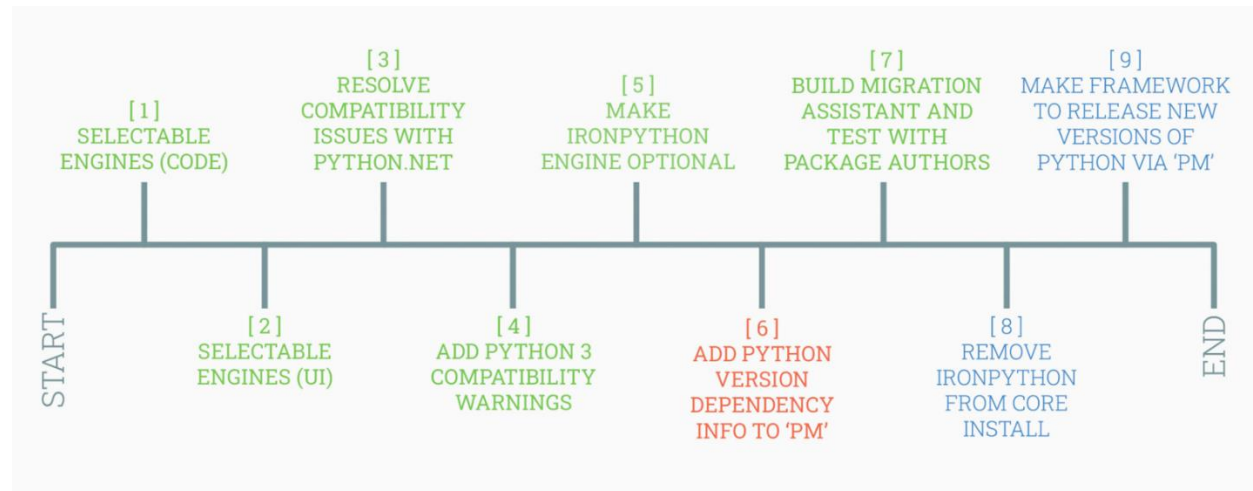 START
[ 1 ]
SELECTABLE
ENGINES (CODE)
[ 2 ]
SELECTABLE
ENGINES (UI)
[ 3 ]
RESOLVE
COMPATIBILITY
ISSUES WITH
PYTHON.NET
[ 4 ]
ADD PYTHON 3
COMPATIBILITY
WARNINGS
[ 5 ]
MAKE
IRONPYTHON
ENGINE OPTIONAL
[ 6 ]
ADD PYTHON
VERSION
DEPENDENCY
INFO TO ‘PM’
[ 7 ]
BUILD MIGRATION
ASSISTANT AND
TEST WITH
PACKAGE AUTHORS
[ 8 ]
REMOVE
IRONPYTHON
FROM CORE
INSTALL
[ 9 ]
MAKE FRAMEWORK
TO RELEASE NEW
VERSIONS OF
PYTHON VIA ‘PM’
END